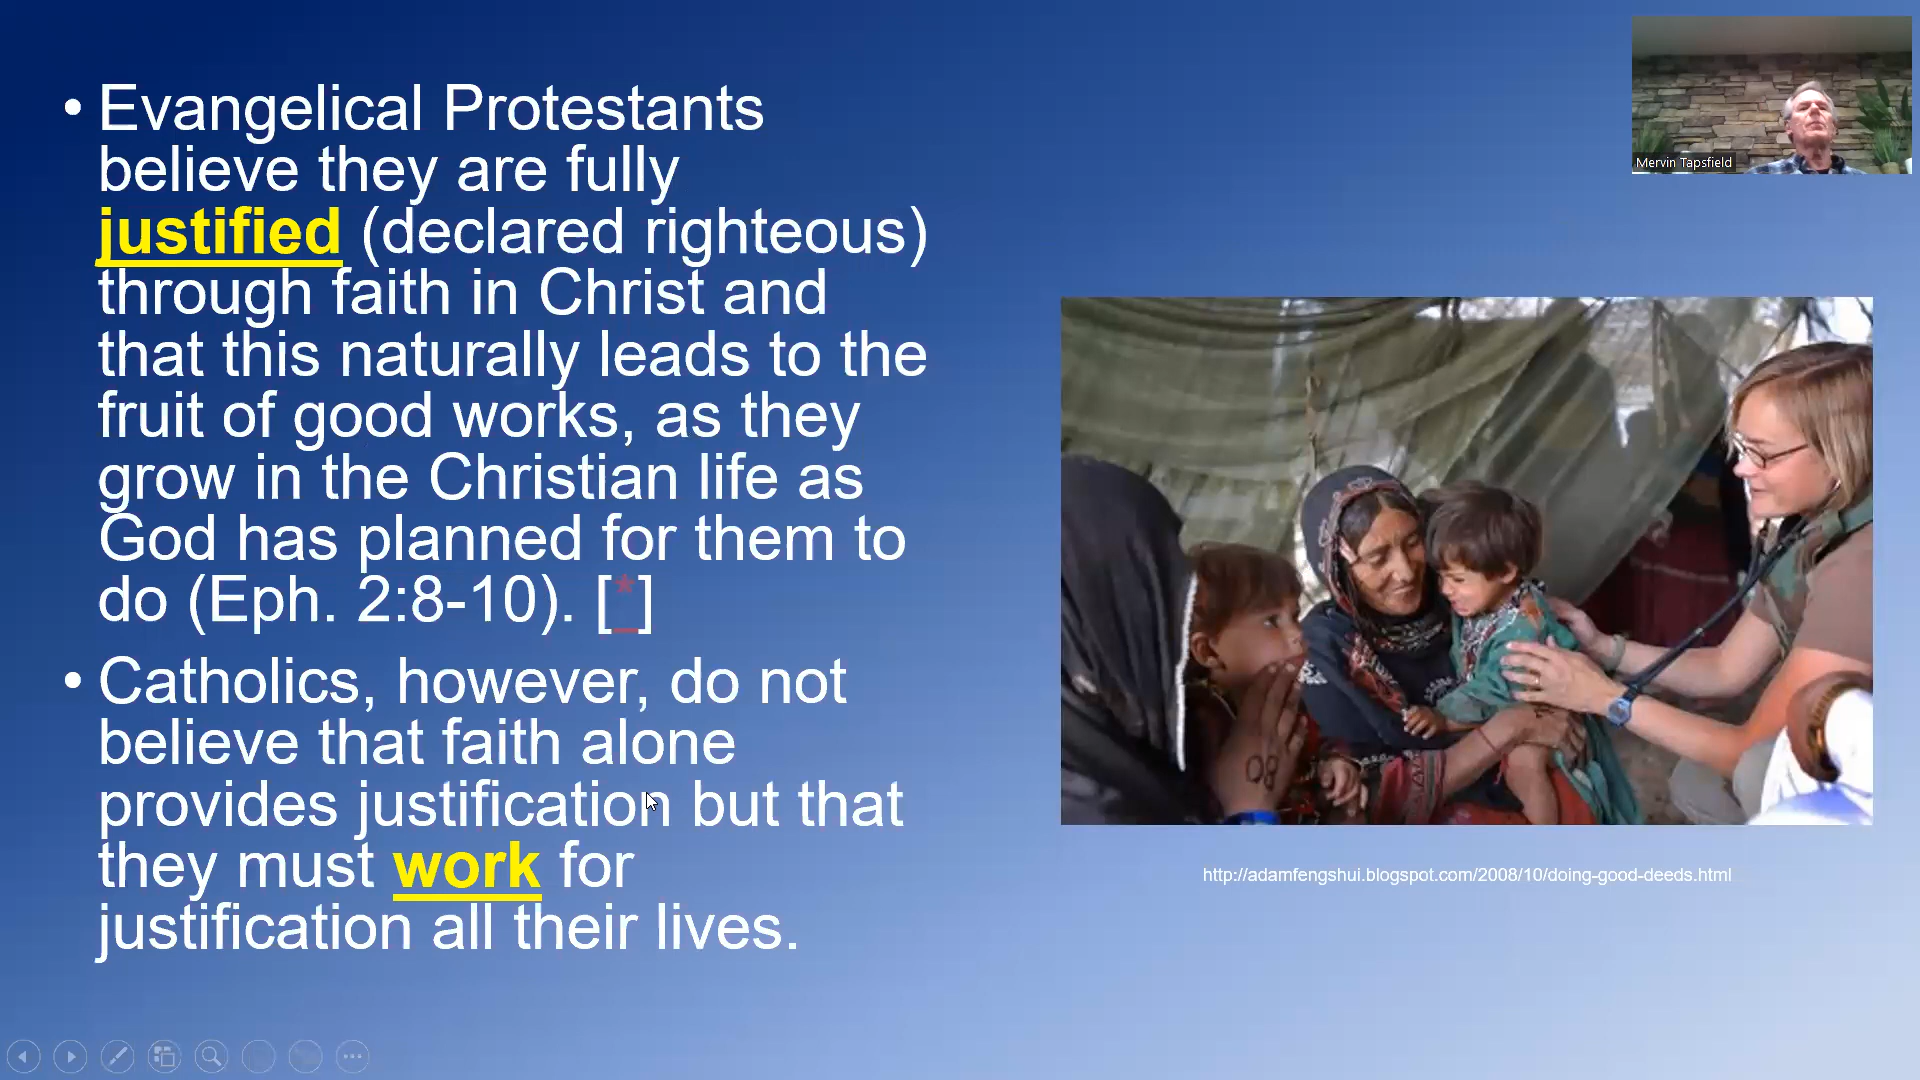 • Evangelical Protestants
believe they are fully
justified (declared righteous)
through faith in Christ and
that this naturally leads to the
fruit of good works, as they
grow in the Christian life as
God has planned for them to
do (Eph. 2:8-10). [*]
• Catholics, however, do not
believe that faith alone
provides justification but that
they must work for
justification all their lives.
Mervin Tapsfield
08
http://adamfengshui.blogspot.com/2008/10/doing-good-deeds.html